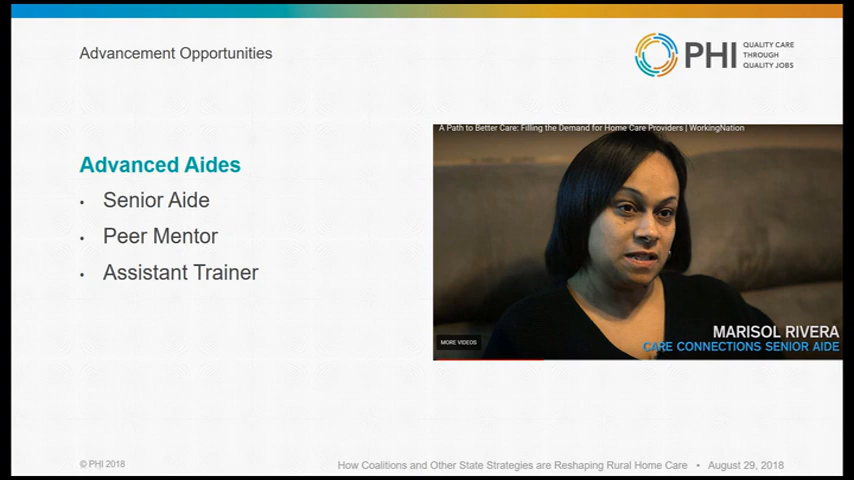 Advancement Opportunities
PHI
QUALITY CARE
THROUGH
QUALITY JOBS
Advanced Aides
• Senior Aide
• Peer Mentor
• Assistant Trainer
A Path to Better Care: Filling the Demand for Home Care Providers | WorkingNation
MORE VIDEOS
MARISOL RIVERA
CARE CONNECTIONS SENIOR AIDE
© PHI 2018
How Coalitions and Other State Strategies are Reshaping Rural Home Care • August 29, 2018